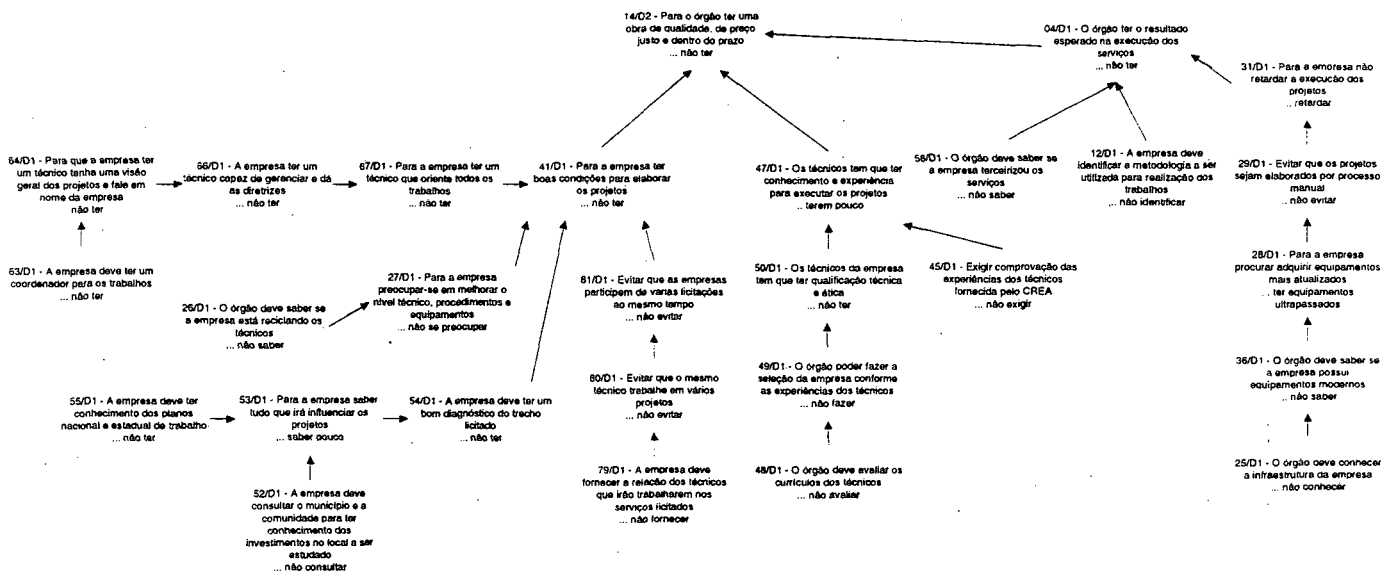 14/D2 - Para o órgão ter uma
obra de qualidade, de preço
justo e dentro do prazo
... não ter
04/D1 - O órgão ter o resultado
esperado na execução dos
serviços
... não ter
31/D1 - Para a empresa não
retardar a execução dos
projetos
... retardar
64/D1 - Para que a empresa ter
um técnico tenha uma visão
geral dos projetos e fale em
nome da empresa
não ter
66/D1 - A empresa ter um
técnico capaz de gerenciar e dá
as diretrizes
... não ter
67/D1 - Para a empresa ter um
técnico que oriente todos os
trabalhos
... não ter
41/D1 - Para a empresa ter
boas condições para elaborar
os projetos
... não ter
47/D1 - Os técnicos tem que ter
conhecimento e experiência
para executar os projetos
.. terem pouco
58/D1 - O órgão deve saber se
a empresa terceirizou os
serviços
... não saber
12/D1 - A empresa deve
identificar a metodologia a ser
utilizada para realização dos
trabalhos
... não identificar
29/D1 - Evitar que os projetos
sejam elaborados por processo
manual
... não evitar
63/D1 - A empresa deve ter um
coordenador para os trabalhos
... não ter
26/D1 - O órgão deve saber se
a empresa está reciclando os
técnicos
... não saber
27/D1 - Para a empresa
preocupar-se em melhorar o
nível técnico, procedimentos e
equipamentos
... não se preocupar
81/D1 - Evitar que as empresas
participem de varias licitações
ao mesmo tempo
... não evitar
50/D1 - Os técnicos da empresa
tem que ter qualificação técnica
e ética
... não ter
45/D1 - Exigir comprovação das
experiências dos técnicos
fornecida pelo CREA
... não exigir
28/D1 - Para a empresa
procurar adquirir equipamentos
mais atualizados
.. ter equipamentos
ultrapassados
55/D1 - A empresa deve ter
conhecimento dos planos
nacional e estadual de trabalho
... não ter
53/D1 - Para a empresa saber
tudo que irá influenciar os
projetos
... saber pouco
54/D1 - A empresa deve ter um
bom diagnóstico do trecho
licitado
... não ter
80/D1 - Evitar que o mesmo
técnico trabalhe em vários
projetos
... não evitar
49/D1 - O órgão poder fazer a
seleção da empresa conforme
as experiências dos técnicos
... não fazer
36/D1 - O órgão deve saber se
a empresa possui
equipamentos modernos
... não saber
52/D1 - A empresa deve
consultar o município e a
comunidade para ter
conhecimento dos
investimentos no local a ser
estudado
... não consultar
79/D1 - A empresa deve
fornecer a relação dos técnicos
que irão trabalharem nos
serviços licitados
... não fornecer
48/D1 - O órgão deve avaliar os
currículos dos técnicos
... não avaliar
25/D1 - O órgão deve conhecer
a infraestrutura da empresa
... não conhecer